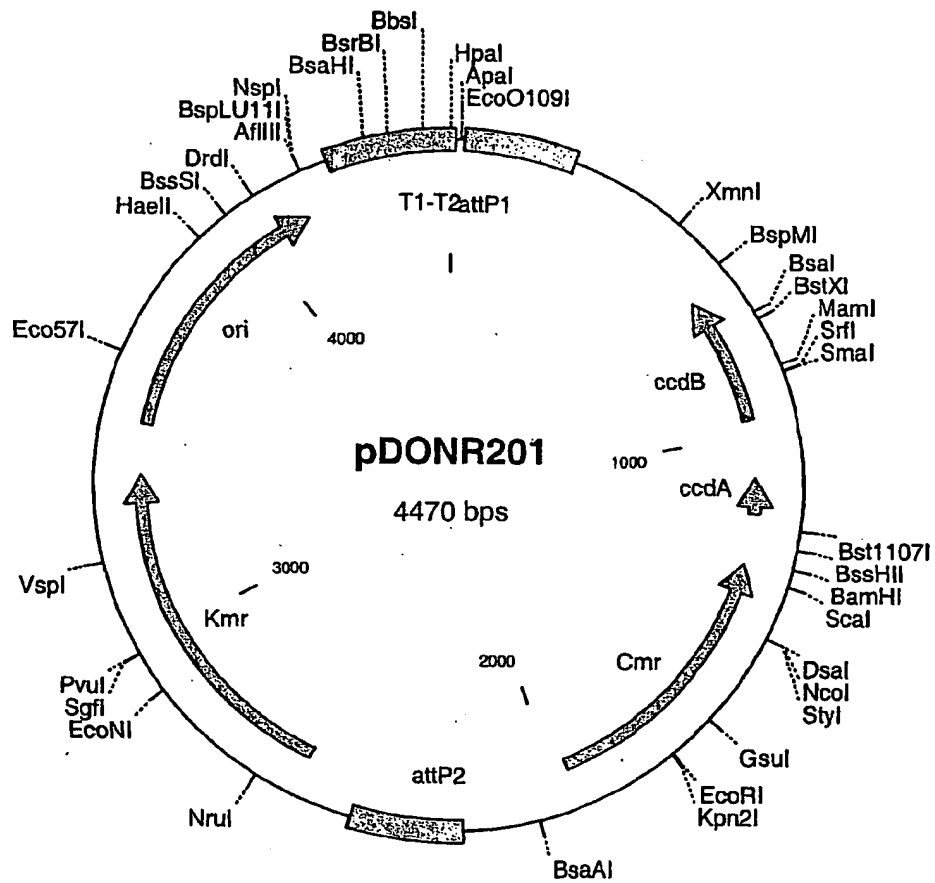 BbsI
BsrBI
BsaHI
HpaI
ApaI
EcoO109I
NspI
BspLU11I
AflIII
DrdI
BssSI
HaeII
Eco57I
T1-T2attP1
XmnI
BspMI
BsaI
BstXI
MamI
SrfI
SmaI
ori
4000
ccdB
pDONR201
4470 bps
1000
ccdA
Bst1107I
BssHII
BamHI
ScaI
VspI
3000
Kmr
2000
Cmr
DsaI
NcoI
StyI
PvuI
SgfI
EcoNI
GsuI
attP2
EcoRI
Kpn2I
NruI
BsaAI